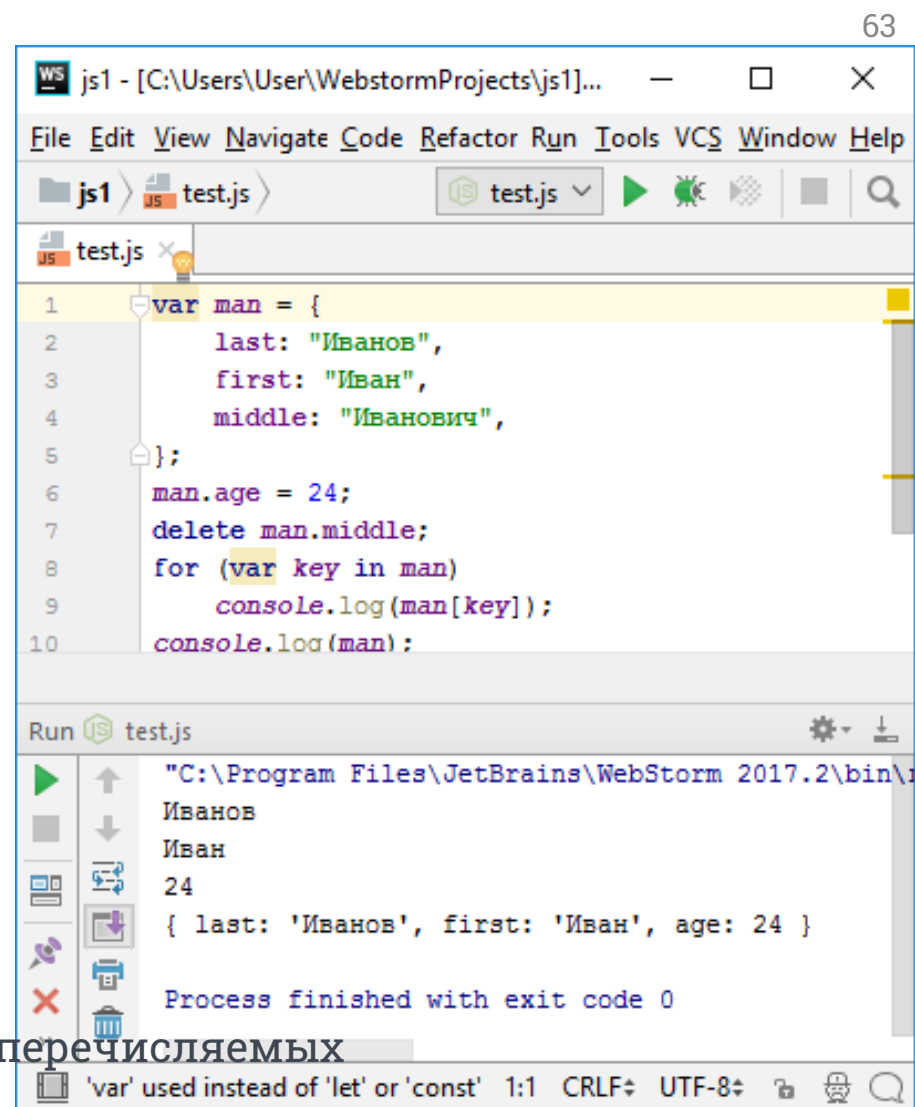 63
WS js1 - [C:\Users\User\WebstormProjects\js1]...
File Edit View Navigate Code Refactor Run Tools VCS Window Help
js1 test.js test.js
test.js
1 var man = {
2 last: "Иванов",
3 first: "Иван",
4 middle: "Иванович",
5 };
6 man.age = 24;
7 delete man.middle;
8 for (var key in man)
9 console.log(man[key]);
10 console.log(man);
Run test.js
"C:\Program Files\JetBrains\WebStorm 2017.2\bin\
Иванов
Иван
24
{ last: 'Иванов', first: 'Иван', age: 24 }
Process finished with exit code 0
перечисляемых
'var' used instead of 'let' or 'const' 1:1 CRLF UTF-8